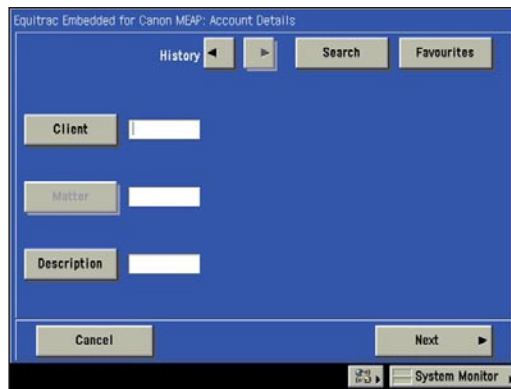 Equitrac Embedded for Canon MEAP: Account Details
History ◄ ► Search Favourites
Client
Matter
Description
Cancel Next ►
System Monitor